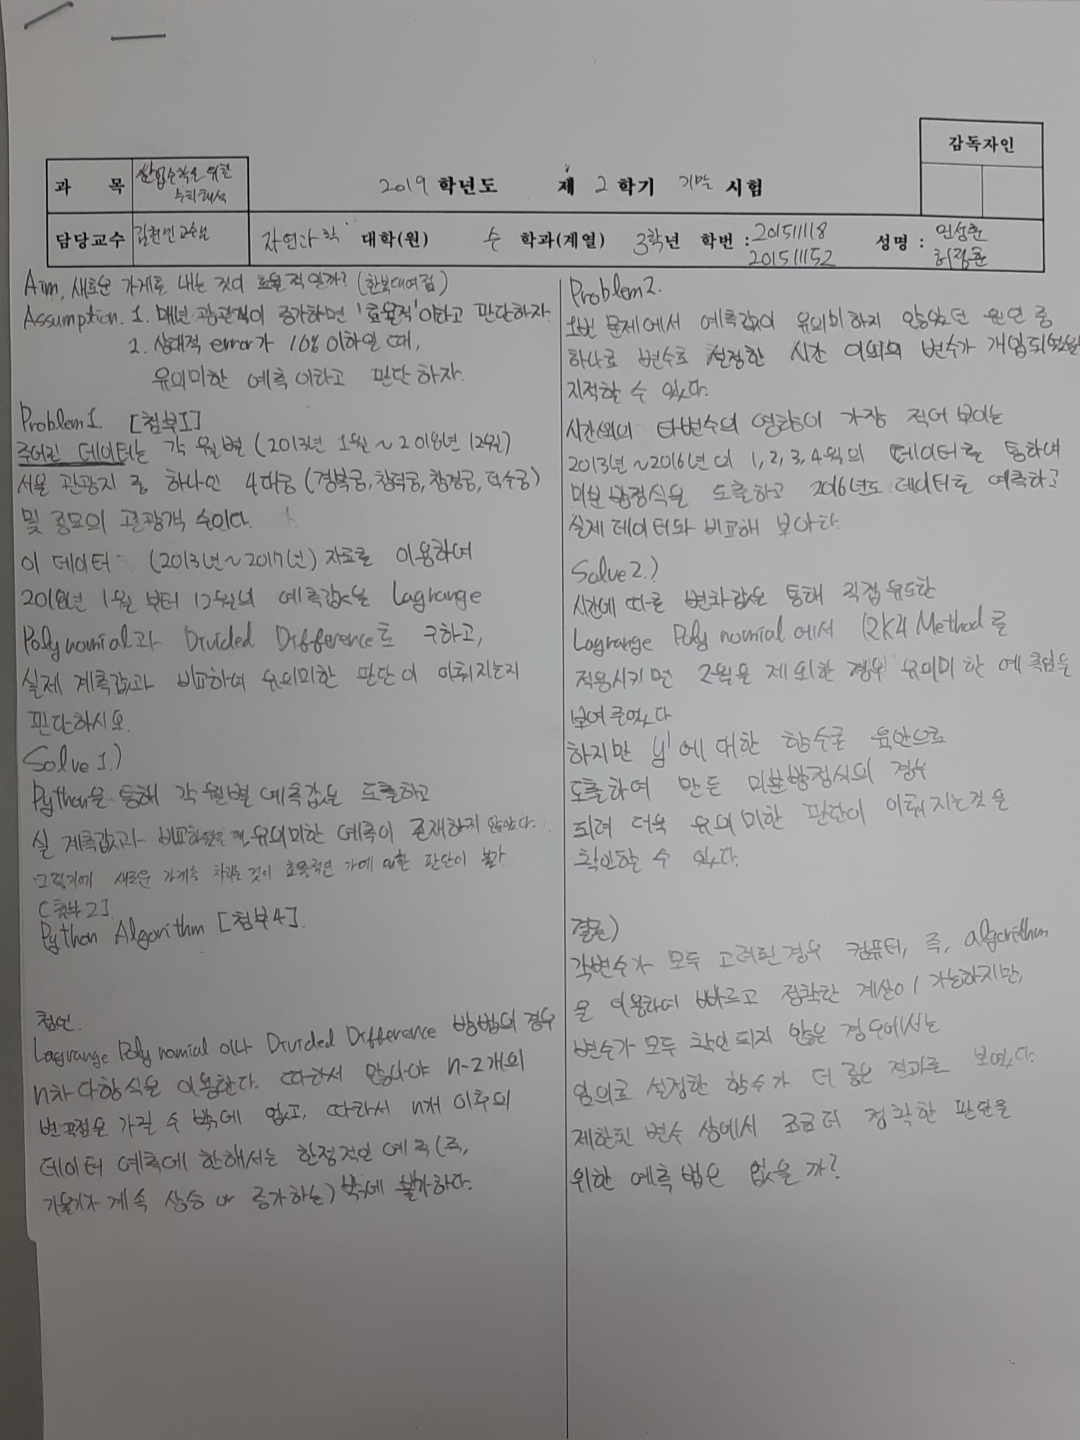 감독자인
과 목 산업수학을 위한
수치해석
2019 학년도 제 2 학기 기말 시험
담당교수 김현민 교수님
자연과학 대학(원) 수 학과(계열) 3학년 학번 : 201511118
201511152
성명 :
Aim, 새로운 가게를 내는 것이 효율적일까? (한복대여점)
Assumption. 1. 매년 관광객이 증가하면 '효율적'이라고 판단하자.
2. 상대적 error가 10% 이하일 때,
유의미한 예측이라고 판단하자.
Problem1. [첨부1]
주어진 데이터는 각 월별 (2013년 1월 ~ 2018년 12월)
서울 관광지 중 하나인 4대궁 (경복궁, 창덕궁, 창경궁, 덕수궁)
및 종묘의 관광객 수이다.
이 데이터 (2013년 ~ 2017년) 자료를 이용하여
2018년 1월 부터 12월의 예측값을 Lagrange
Polynomial과 Divided Difference로 구하고,
실제 계측값과 비교하여 유의미한 판단이 이뤄지는지
판단하시오.
Solve 1.)
Python을 통해 각 월별 예측값을 도출하고
실 계측값과 비교하였을 때 유의미한 예측이 존재하지 않았다.
그렇기에 새로운 가게를 차리는 것이 효율적인 가에 의한 판단이 불가
[첨부2]
Python Algorithm [첨부4]
첨언.
Lagrange Polynomial 이나 Divided Difference 방법의 경우
n차 다항식을 이용한다. 따라서 많아야 n-2개의
변곡점을 가질 수 밖에 없고, 따라서 n차 이후의
데이터 예측에 한해서는 한정적인 예측 (즉,
기울기가 계속 상승 or 증가하는) 밖에 불가하다.
Problem2.
1번 문제에서 예측값이 유의미하지 않았던 원인 중
하나로 변수로 설정한 시간 이외의 변수가 개입되었음을
지적할 수 있다.
시간외의 타변수의 영향이 가장 적어 보이는
2013년~2016년의 1, 2, 3, 4월의 데이터를 통하여
미분 방정식을 도출하고 2016년도 데이터를 예측하고
실제 데이터와 비교해 보아라.
Solve 2.)
시간에 따른 변화값을 통해 직접 유도한
Lagrange Polynomial 에서 RK4 Method를
적용시키면 2월을 제외한 경우 유의미한 예측값을
보여 주었다
하지만 y'에 대한 함수를 육안으로
도출하여 만든 미분방정식의 경우
되려 더욱 유의미한 판단이 이뤄지는것을
확인할 수 있다.
결론)
각변수가 모두 고려된 경우 컴퓨터, 즉, algorithm
을 이용하여 빠르고 정확한 계산이 가능하지만,
변수가 모두 확인되지 않은 경우에서는
임의로 설정한 함수가 더 좋은 결과를 보였다.
제한된 변수 상에서 조금더 정확한 판단을
위한 예측 법은 없을 까?